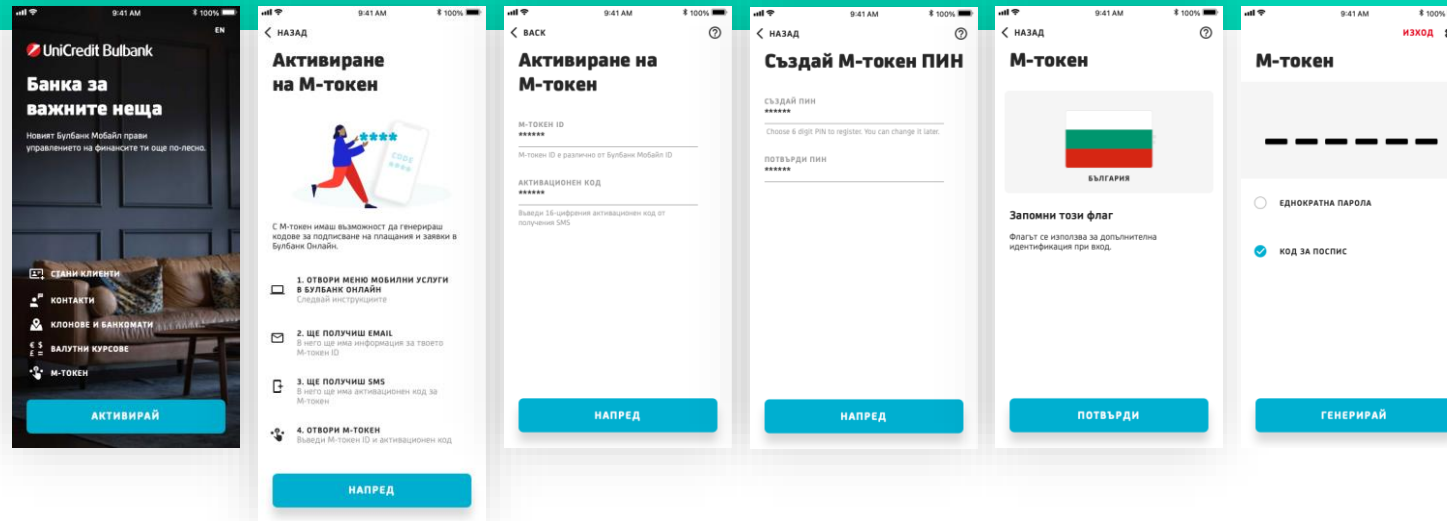 9:41 AM 100%
EN
UniCredit Bulbank
Банка за
важните неща
Новият Булбанк Мобайл прави
управлението на финансите ти още по-лесно.
СТАНИ КЛИЕНТИ
КОНТАКТИ
КЛОНОВЕ И БАНКОМАТИ
€ $
£ =
ВАЛУТНИ КУРСОВЕ
М-ТОКЕН
АКТИВИРАЙ
9:41 AM 100%
НАЗАД
Активиране
на М-токен
****
CODE
****
С М-токен имаш възможност да генерираш
кодове за подписване на плащания и заявки в
Булбанк Онлайн.
1. ОТВОРИ МЕНЮ МОБИЛНИ УСЛУГИ
В БУЛБАНК ОНЛАЙН
Следвай инструкциите
2. ЩЕ ПОЛУЧИШ EMAIL
В него ще има информация за твоето
М-токен ID
3. ЩЕ ПОЛУЧИШ SMS
В него ще има активационен код за
М-токен
4. ОТВОРИ М-ТОКЕН
Въведи М-токен ID и активационен код
НАПРЕД
9:41 AM 100%
BACK
Активиране на
М-токен
М-ТОКЕН ID
******
М-токен ID е различно от Булбанк Мобайл ID
АКТИВАЦИОНЕН КОД
******
Въведи 16-цифрения активационен код от
получения SMS
НАПРЕД
9:41 AM 100%
НАЗАД
Създай М-токен ПИН
СЪЗДАЙ ПИН
******
Choose 6 digit PIN to register. You can change it later.
ПОТВЪРДИ ПИН
******
НАПРЕД
9:41 AM 100%
НАЗАД
М-токен
БЪЛГАРИЯ
Запомни този флаг
Флагът се използва за допълнителна
идентификация при вход.
ПОТВЪРДИ
9:41 AM 100%
ИЗХОД
М-токен
ЕДНОКРАТНА ПАРОЛА
КОД ЗА ПОСПИС
ГЕНЕРИРАЙ